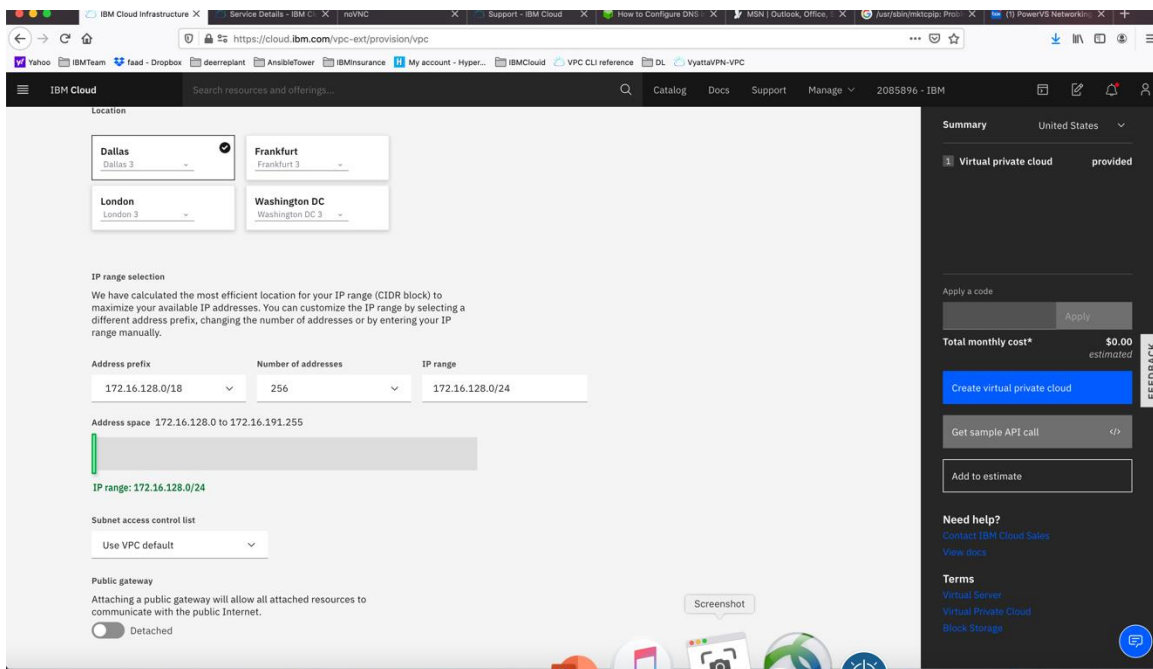 IBM Cloud Infrastructure
Service Details - IBM Cl
noVNC
Support - IBM Cloud
How to Configure DNS
MSN | Outlook, Office, S
/usr/sbin/mktcpip: Probl
(1) PowerVS Networking
https://cloud.ibm.com/vpc-ext/provision/vpc
Yahoo
IBMTeam
faad - Dropbox
deerreplant
AnsibleTower
IBMInsurance
My account - Hyper...
IBMClouid
VPC CLI reference
DL
VyattaVPN-VPC
IBM Cloud
Search resources and offerings...
Catalog
Docs
Support
Manage
2085896 - IBM
Location
Dallas
Dallas 3
Frankfurt
Frankfurt 3
London
London 3
Washington DC
Washington DC 3
IP range selection
We have calculated the most efficient location for your IP range (CIDR block) to
maximize your available IP addresses. You can customize the IP range by selecting a
different address prefix, changing the number of addresses or by entering your IP
range manually.
Address prefix
Number of addresses
IP range
172.16.128.0/18
256
172.16.128.0/24
Address space 172.16.128.0 to 172.16.191.255
IP range: 172.16.128.0/24
Subnet access control list
Use VPC default
Public gateway
Attaching a public gateway will allow all attached resources to
communicate with the public Internet.
Detached
Summary
United States
1 Virtual private cloud
provided
Apply a code
Apply
Total monthly cost*
$0.00
estimated
Create virtual private cloud
Get sample API call
</>
Add to estimate
Need help?
Contact IBM Cloud Sales
View docs
Terms
Virtual Server
Virtual Private Cloud
Block Storage
FEEDBACK
Screenshot